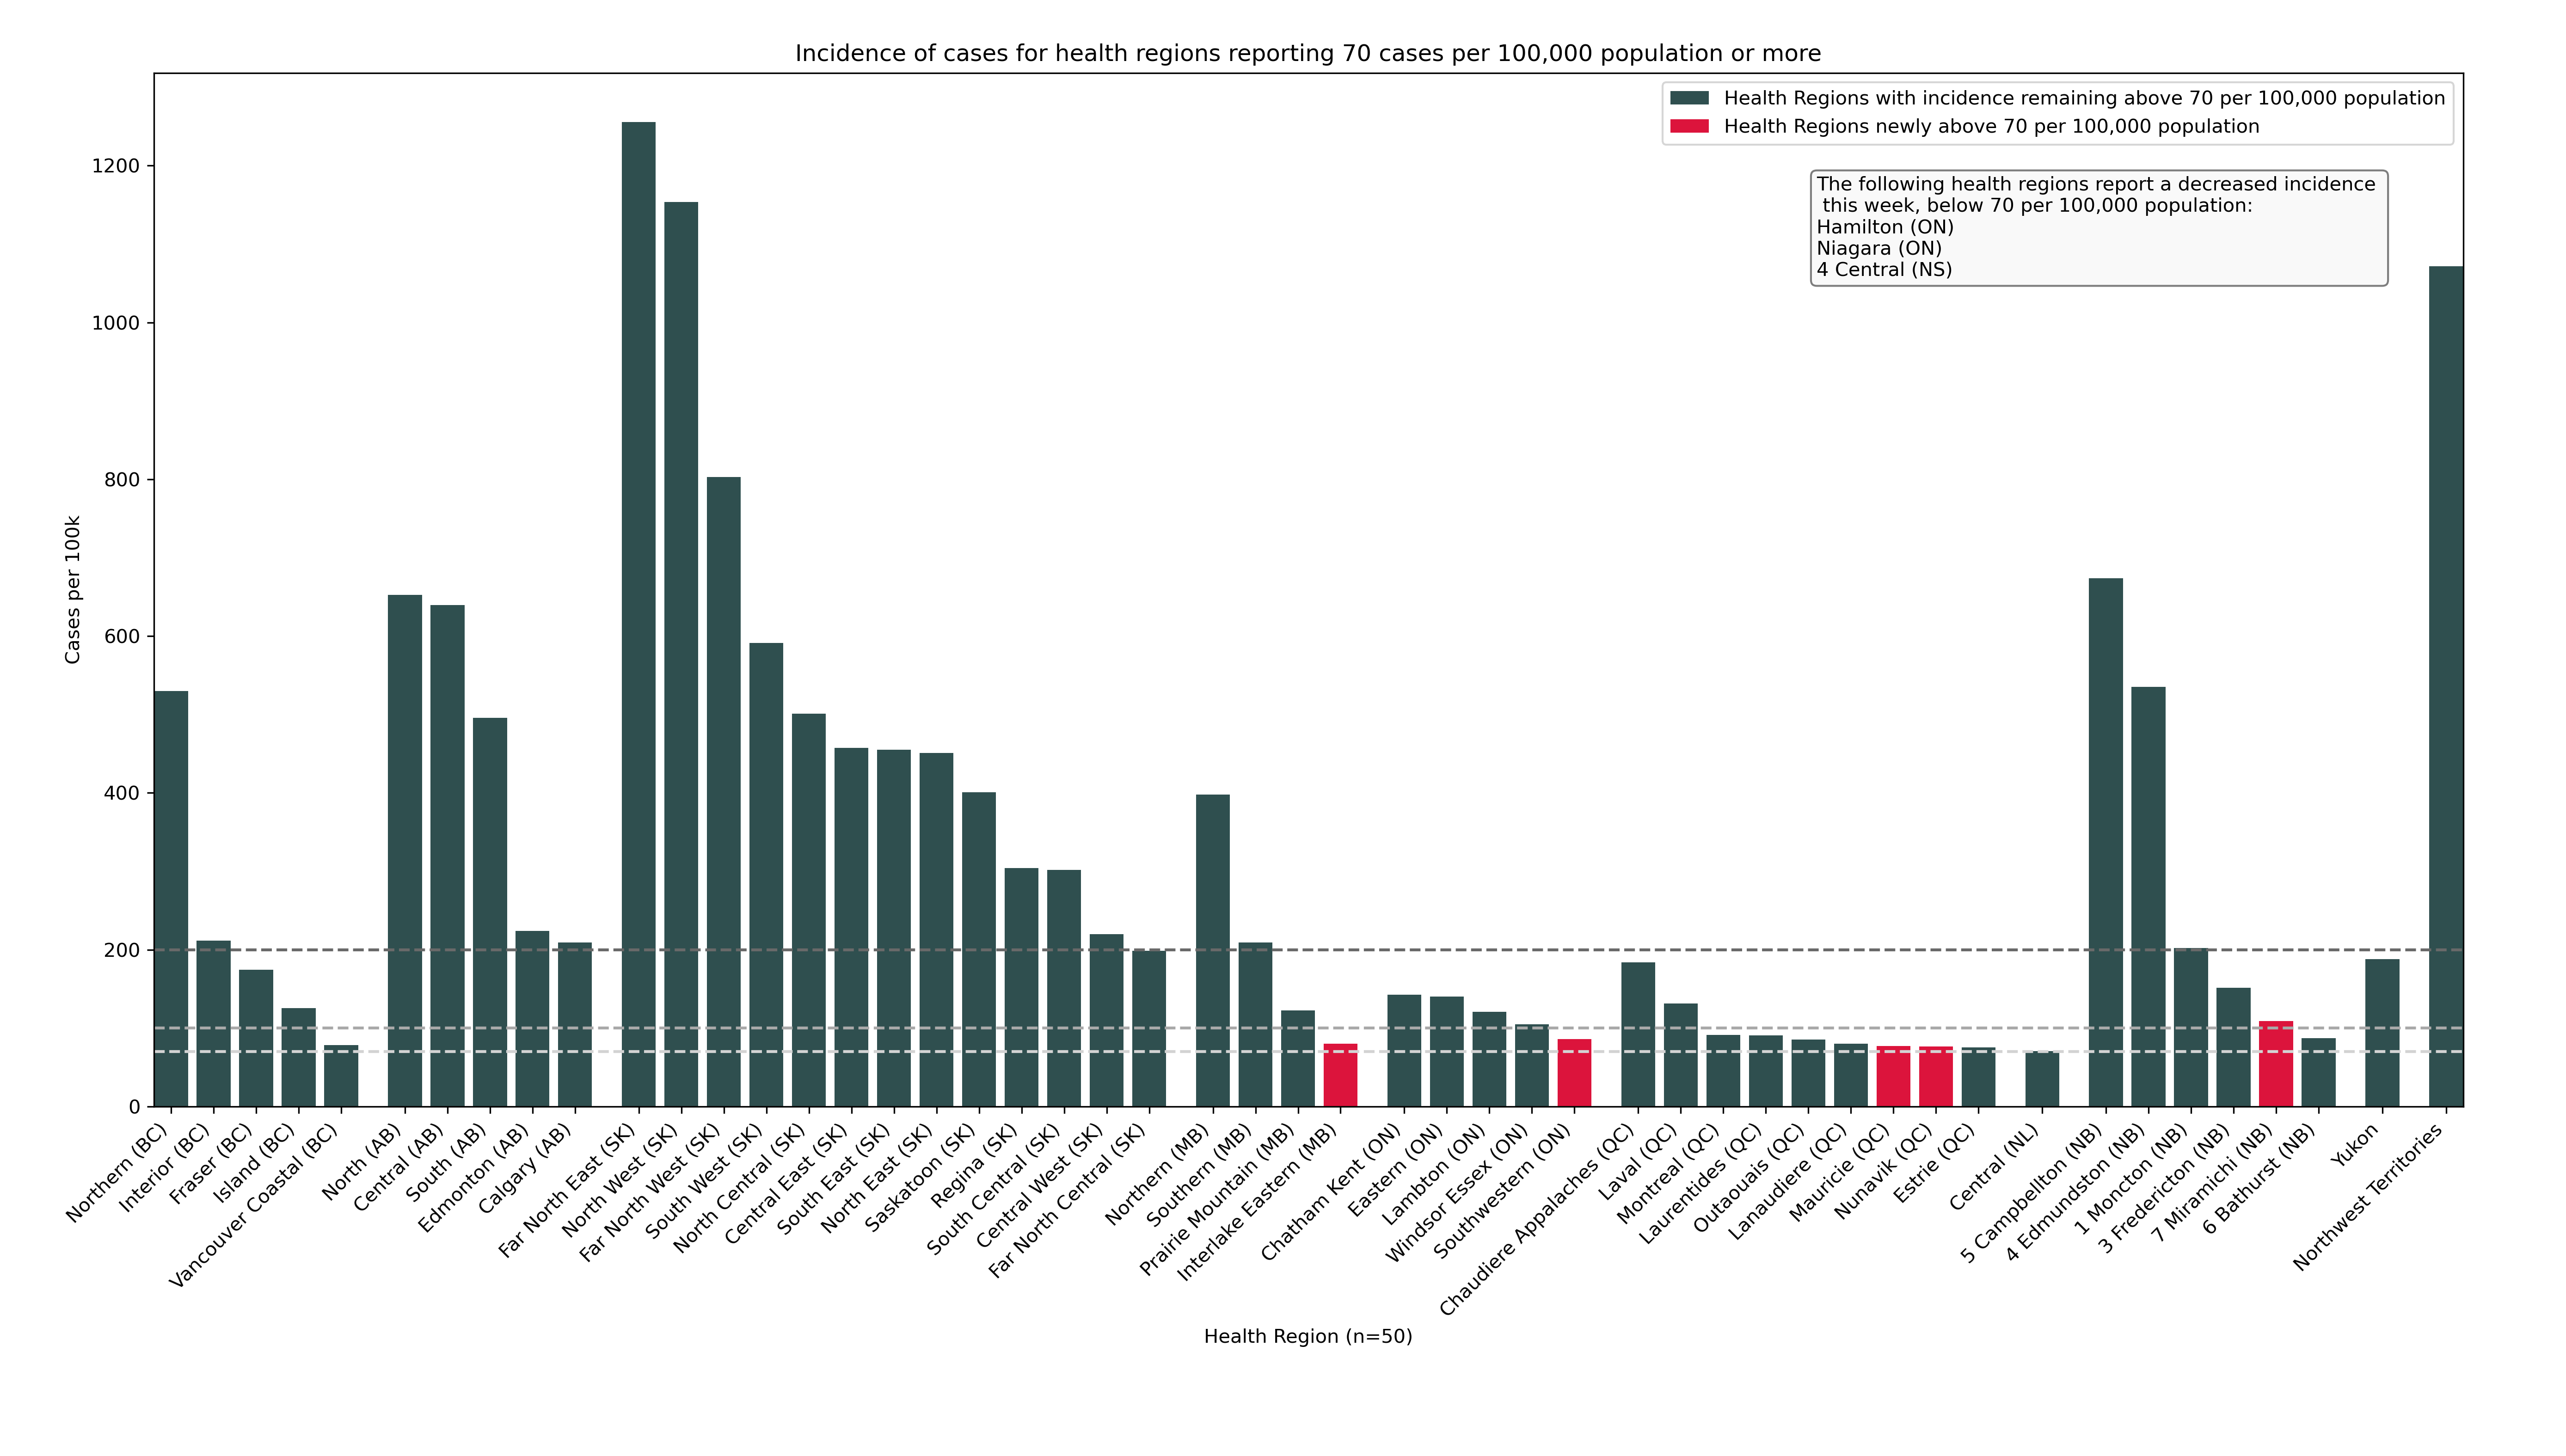 Incidence of cases for health regions reporting 70 cases per 100,000 population or more
Health Regions with incidence remaining above 70 per 100,000 population
Health Regions newly above 70 per 100,000 population
The following health regions report a decreased incidence
this week, below 70 per 100,000 population:
Hamilton (ON)
Niagara (ON)
4 Central (NS)
Cases per 100k
1200
1000
800
600
400
200
0
Northern (BC)
Interior (BC)
Fraser (BC)
Island (BC)
Vancouver Coastal (BC)
North (AB)
Central (AB)
South (AB)
Edmonton (AB)
Calgary (AB)
Far North East (SK)
North West (SK)
Far North West (SK)
South West (SK)
North Central (SK)
Central East (SK)
South East (SK)
North East (SK)
Saskatoon (SK)
Regina (SK)
South Central (SK)
Central West (SK)
Far North Central (SK)
Northern (MB)
Southern (MB)
Prairie Mountain (MB)
Interlake Eastern (MB)
Chatham Kent (ON)
Eastern (ON)
Lambton (ON)
Windsor Essex (ON)
Southwestern (ON)
Chaudiere Appalaches (QC)
Laval (QC)
Montreal (QC)
Laurentides (QC)
Outaouais (QC)
Lanaudiere (QC)
Mauricie (QC)
Nunavik (QC)
Estrie (QC)
Central (NL)
5 Campbellton (NB)
4 Edmundston (NB)
1 Moncton (NB)
3 Fredericton (NB)
7 Miramichi (NB)
6 Bathurst (NB)
Yukon
Northwest Territories
Health Region (n=50)